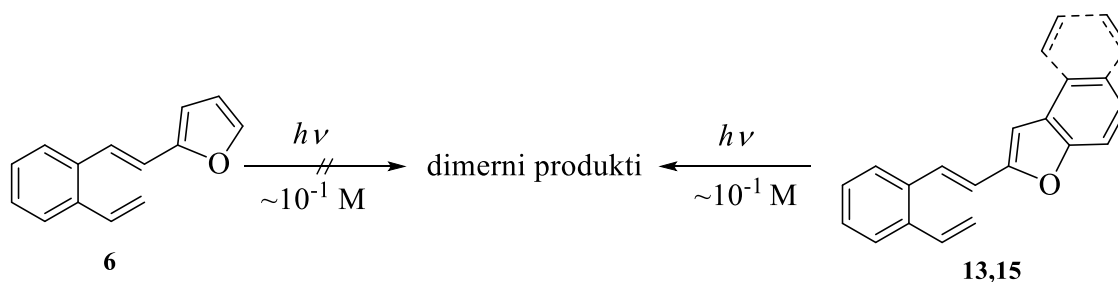 hν
O
~10⁻¹ M
6
dimerni produkti
hν
~10⁻¹ M
O
13,15